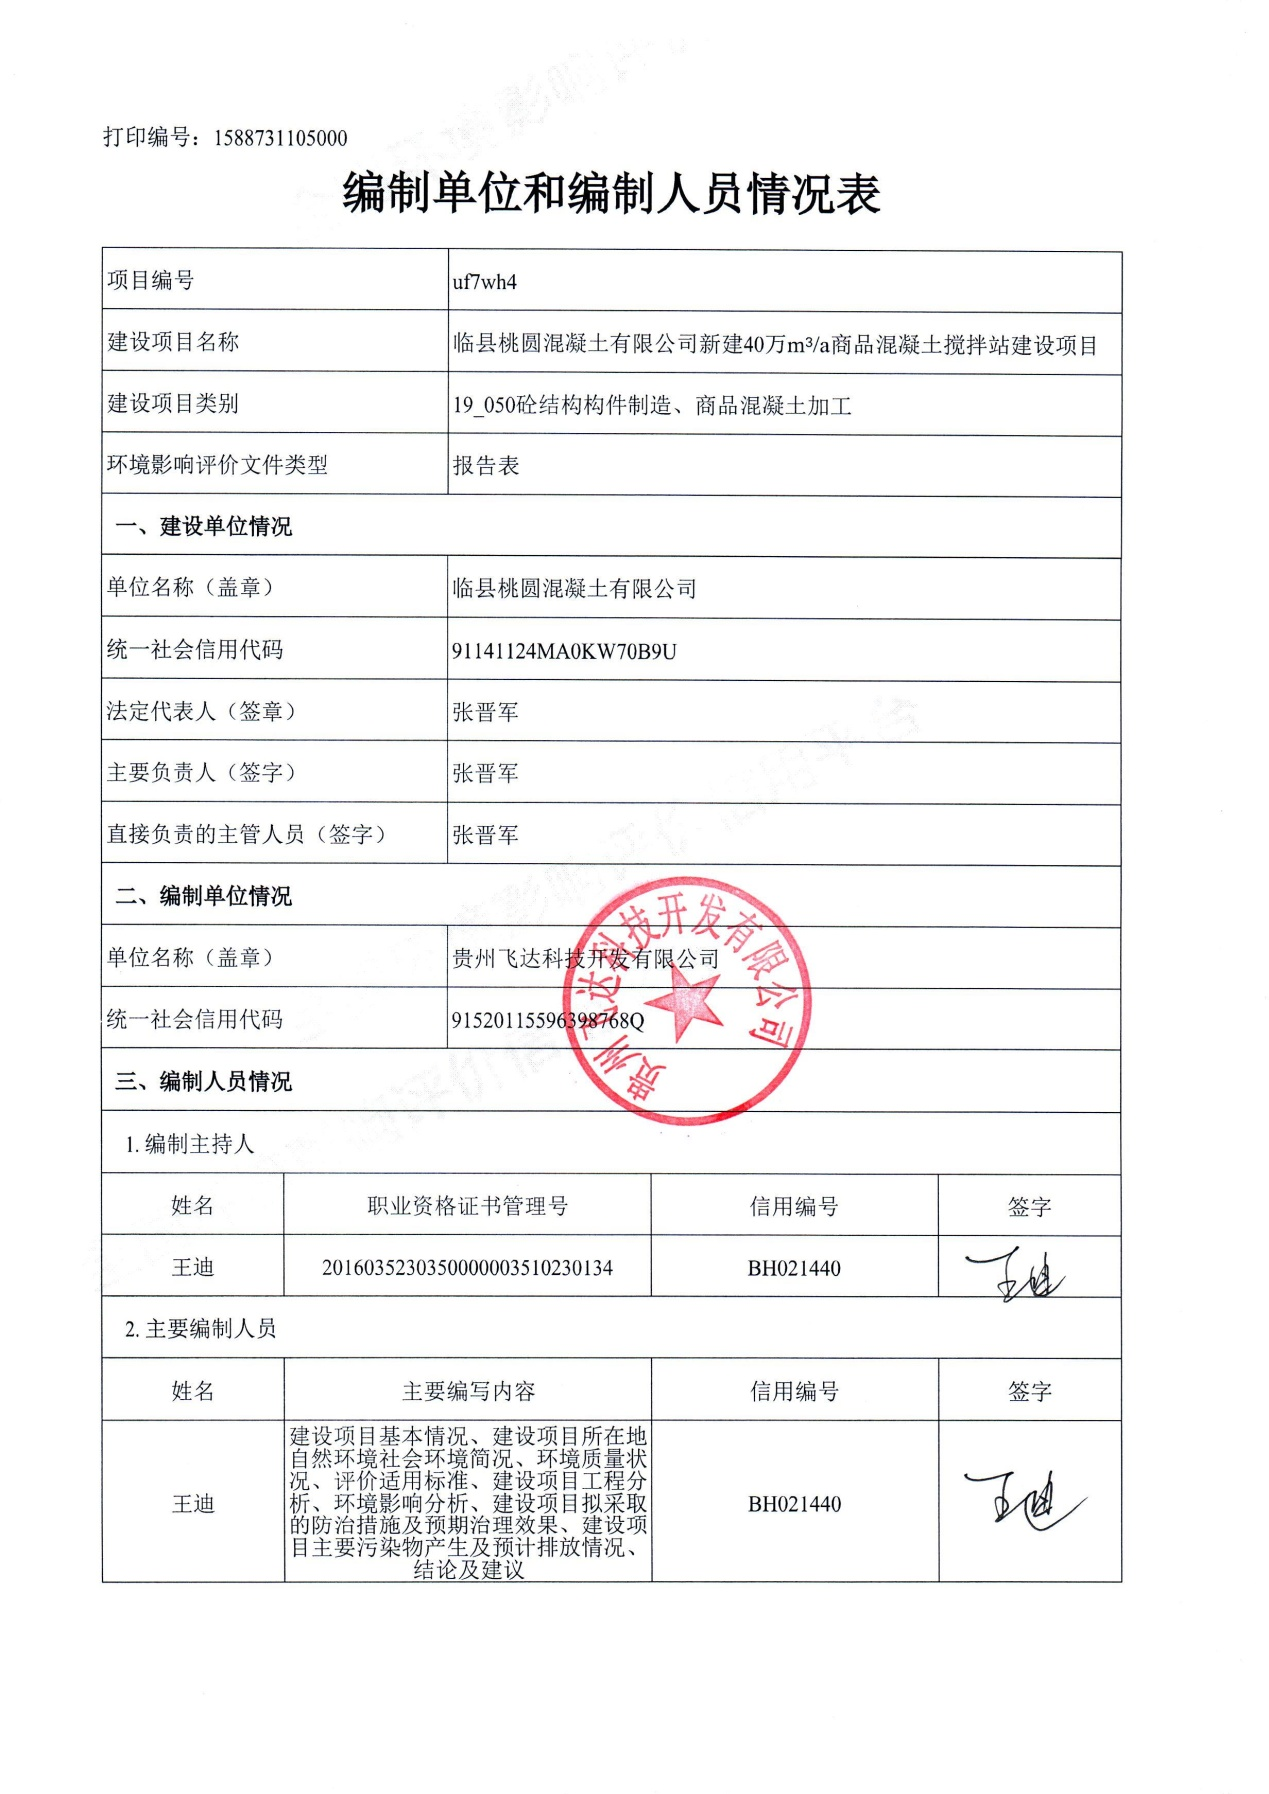 打印编号：1588731105000
编制单位和编制人员情况表
项目编号 uf7wh4
建设项目名称 临县桃圆混凝土有限公司新建40万m³/a商品混凝土搅拌站建设项目
建设项目类别 19_050砼结构构件制造、商品混凝土加工
环境影响评价文件类型 报告表
一、建设单位情况
单位名称（盖章） 临县桃圆混凝土有限公司
统一社会信用代码 91141124MA0KW70B9U
法定代表人（签章） 张晋军
主要负责人（签字） 张晋军
直接负责的主管人员（签字） 张晋军
二、编制单位情况
单位名称（盖章） 贵州飞达科技开发有限公司
统一社会信用代码 91520115596398768Q
贵州飞达科技开发有限公司
三、编制人员情况
1.编制主持人
姓名 职业资格证书管理号 信用编号 签字
王迪 2016035230350000003510230134 BH021440 王迪
2.主要编制人员
姓名 主要编写内容 信用编号 签字
建设项目基本情况、建设项目所在地
自然环境社会环境简况、环境质量状
况、评价适用标准、建设项目工程分
王迪 析、环境影响分析、建设项目拟采取 BH021440 王迪
的防治措施及预期治理效果、建设项
目主要污染物产生及预计排放情况、
结论及建议